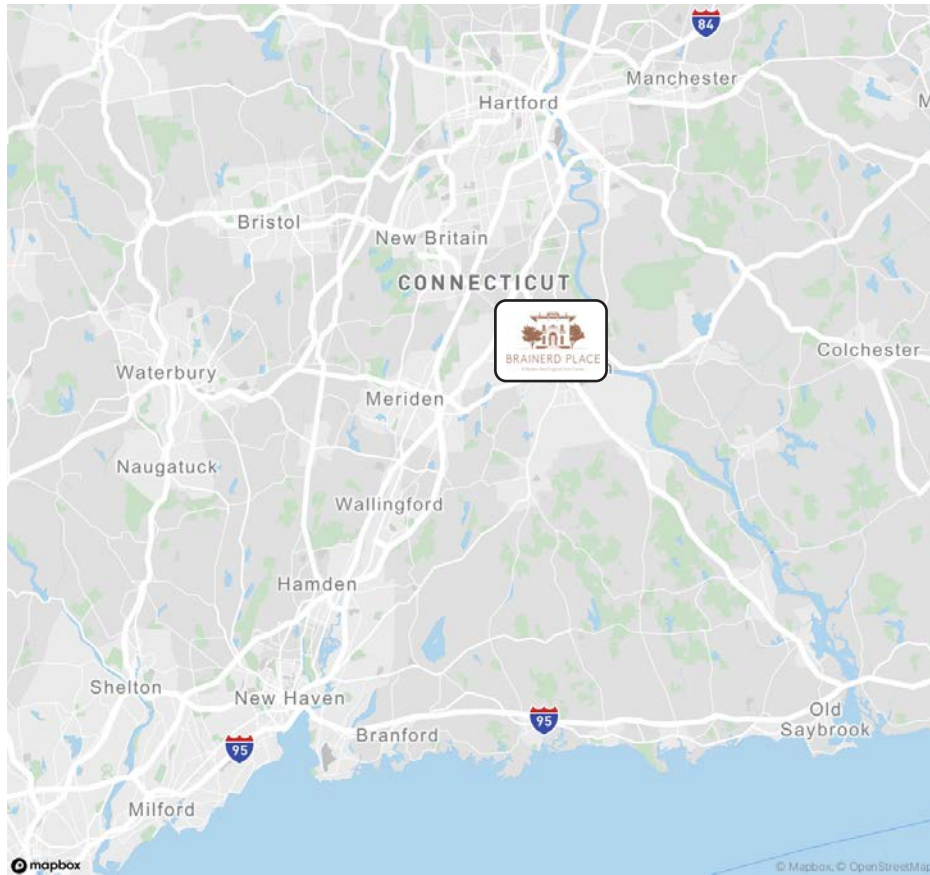 84
Manchester
Hartford
Bristol
New Britain
CONNECTICUT
BRAINERD PLACE
Colchester
Waterbury
Meriden
Naugatuck
Wallingford
Hamden
Shelton
New Haven
95
Old
Saybrook
Branford
95
Milford
mapbox
© Mapbox, © OpenStreetMap